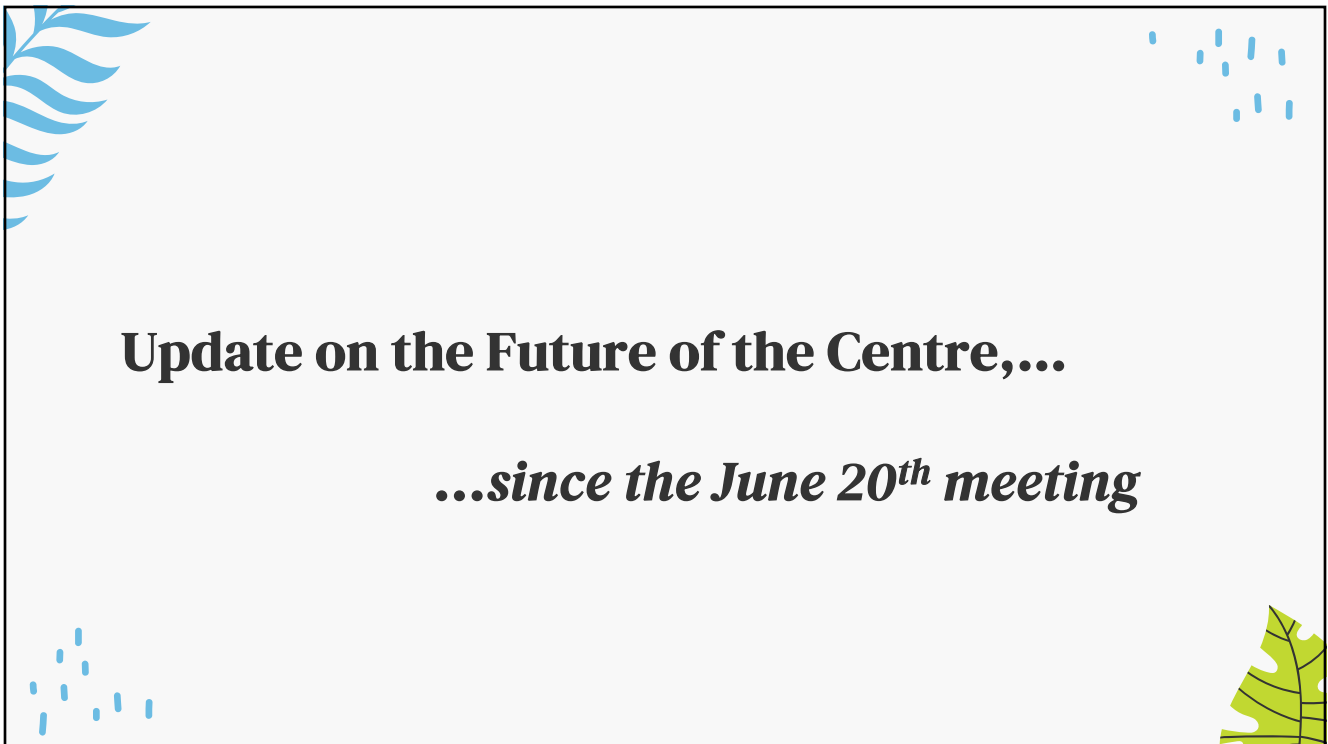 Update on the Future of the Centre,...
...since the June 20th meeting